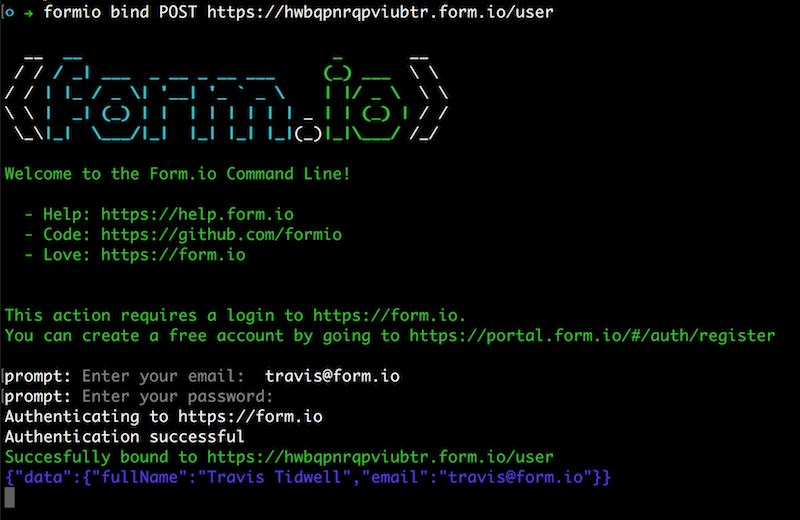 o → formio bind POST https://hwbqpnrqpviubtr.form.io/user
form.io
Welcome to the Form.io Command Line!
- Help: https://help.form.io
- Code: https://github.com/formio
- Love: https://form.io
This action requires a login to https://form.io.
You can create a free account by going to https://portal.form.io/#/auth/register
prompt: Enter your email:  travis@form.io
prompt: Enter your password:
Authenticating to https://form.io
Authentication successful
Succesfully bound to https://hwbqpnrqpviubtr.form.io/user
{"data":{"fullName":"Travis Tidwell","email":"travis@form.io"}}